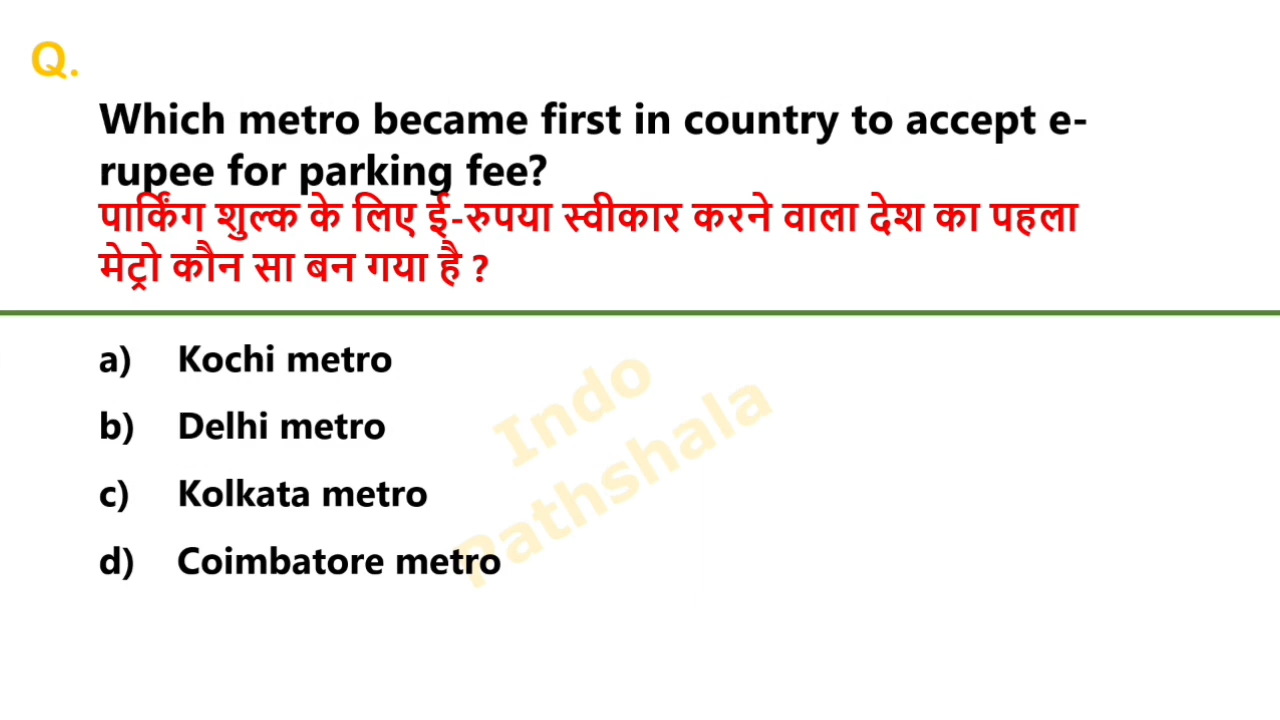 Q.
Which metro became first in country to accept e-
rupee for parking fee?
पार्किंग शुल्क के लिए ई-रुपया स्वीकार करने वाला देश का पहला
मेट्रो कौन सा बन गया है ?
a) Kochi metro
b) Delhi metro
c) Kolkata metro
d) Coimbatore metro
Indo
Pathshala